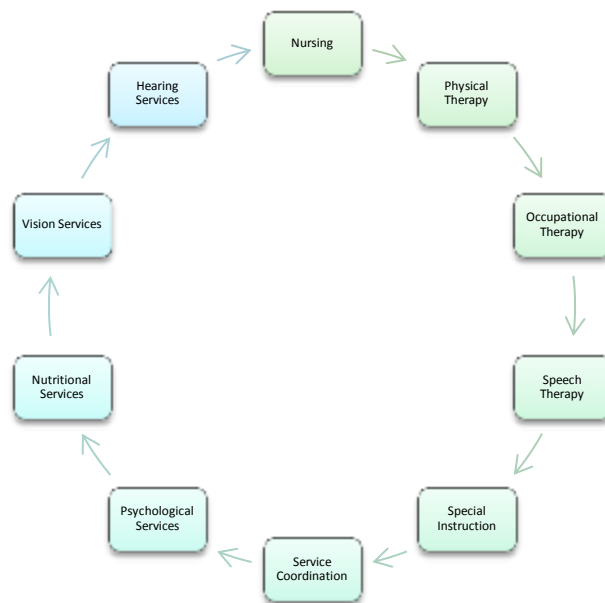 Nursing
Physical
Therapy
Occupational
Therapy
Speech
Therapy
Special
Instruction
Service
Coordination
Psychological
Services
Nutritional
Services
Vision Services
Hearing
Services